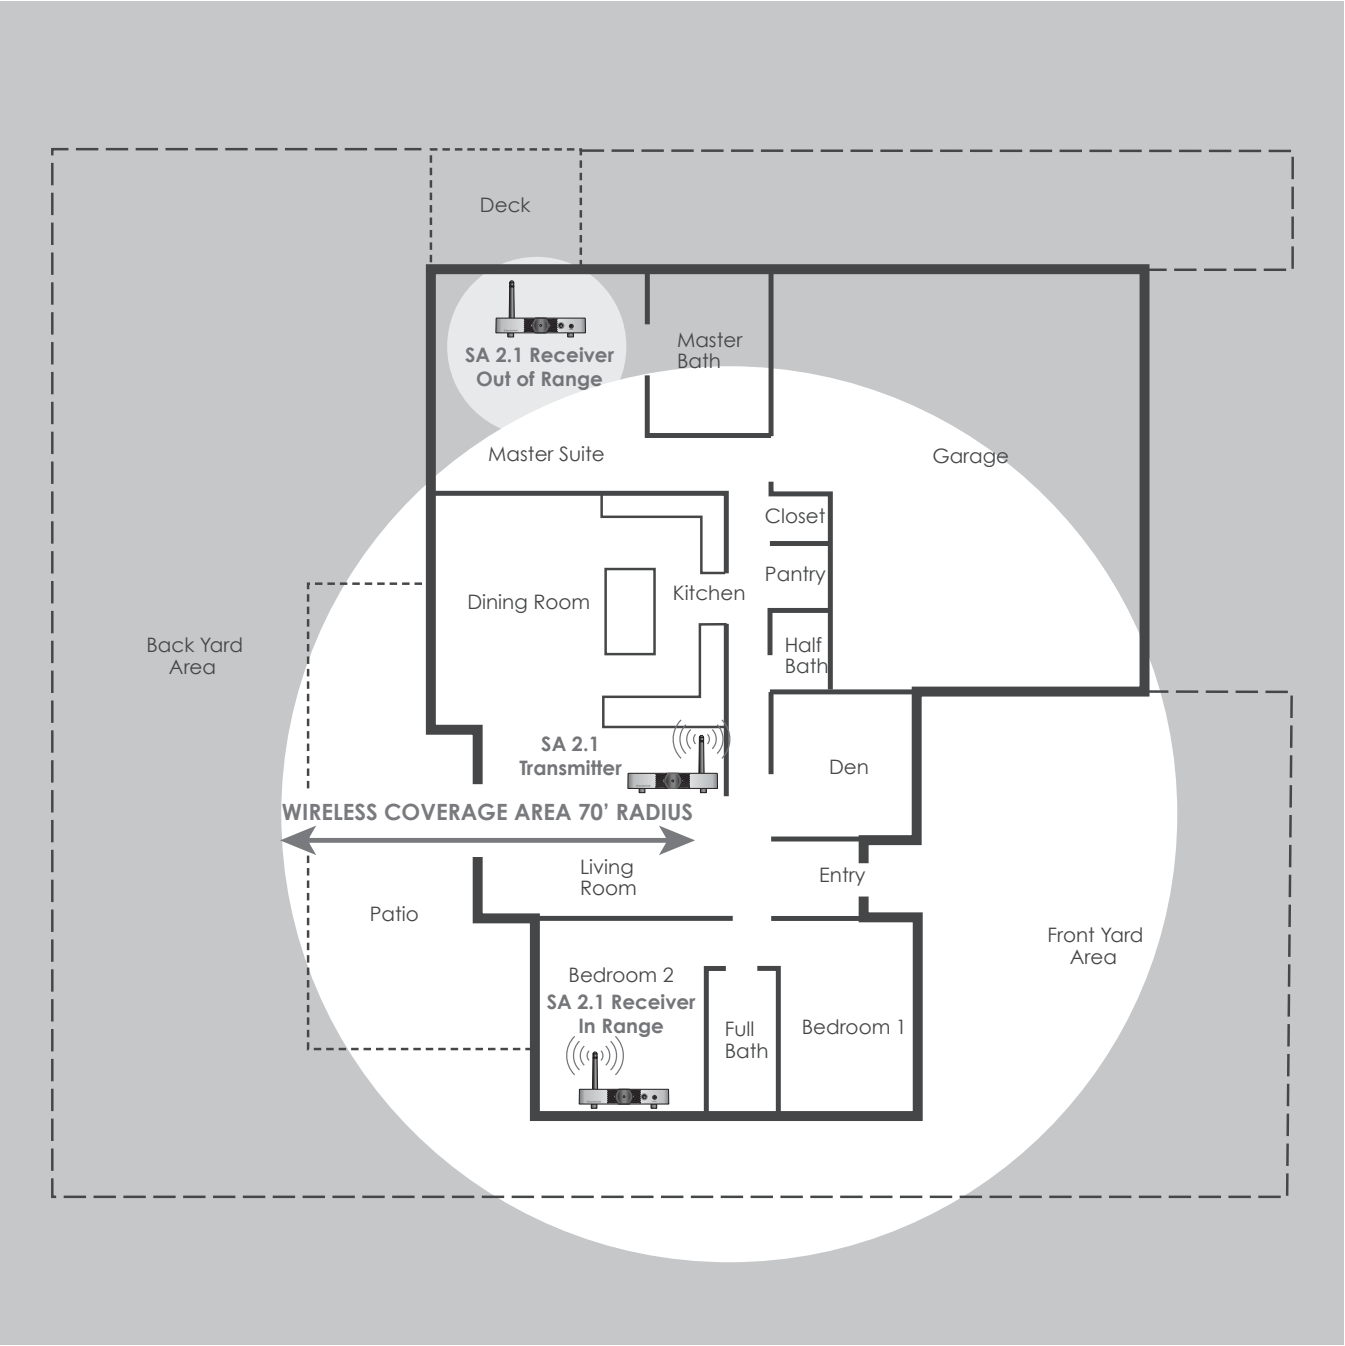 Deck
SA 2.1 Receiver
Out of Range
Master
Bath
Master Suite
Garage
Closet
Pantry
Kitchen
Dining Room
Half
Bath
Back Yard
Area
SA 2.1
Transmitter
Den
WIRELESS COVERAGE AREA 70’ RADIUS
Living
Room
Entry
Patio
Front Yard
Area
Bedroom 2
SA 2.1 Receiver
In Range
Full
Bath
Bedroom 1